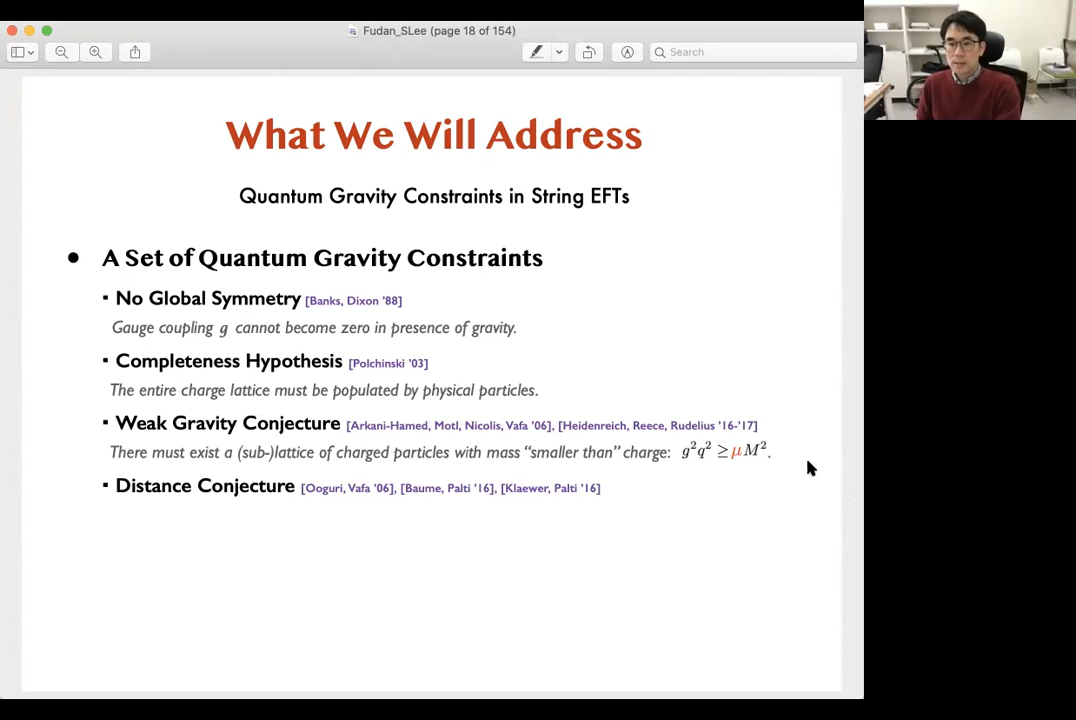 Fudan_SLee (page 18 of 154)
Search
What We Will Address
Quantum Gravity Constraints in String EFTs
• A Set of Quantum Gravity Constraints
▪ No Global Symmetry [Banks, Dixon '88]
Gauge coupling g cannot become zero in presence of gravity.
▪ Completeness Hypothesis [Polchinski '03]
The entire charge lattice must be populated by physical particles.
▪ Weak Gravity Conjecture [Arkani-Hamed, Motl, Nicolis, Vafa '06], [Heidenreich, Reece, Rudelius '16-'17]
There must exist a (sub-)lattice of charged particles with mass “smaller than” charge: g²q² ≥ μM².
▪ Distance Conjecture [Ooguri, Vafa '06], [Baume, Palti '16], [Klaewer, Palti '16]